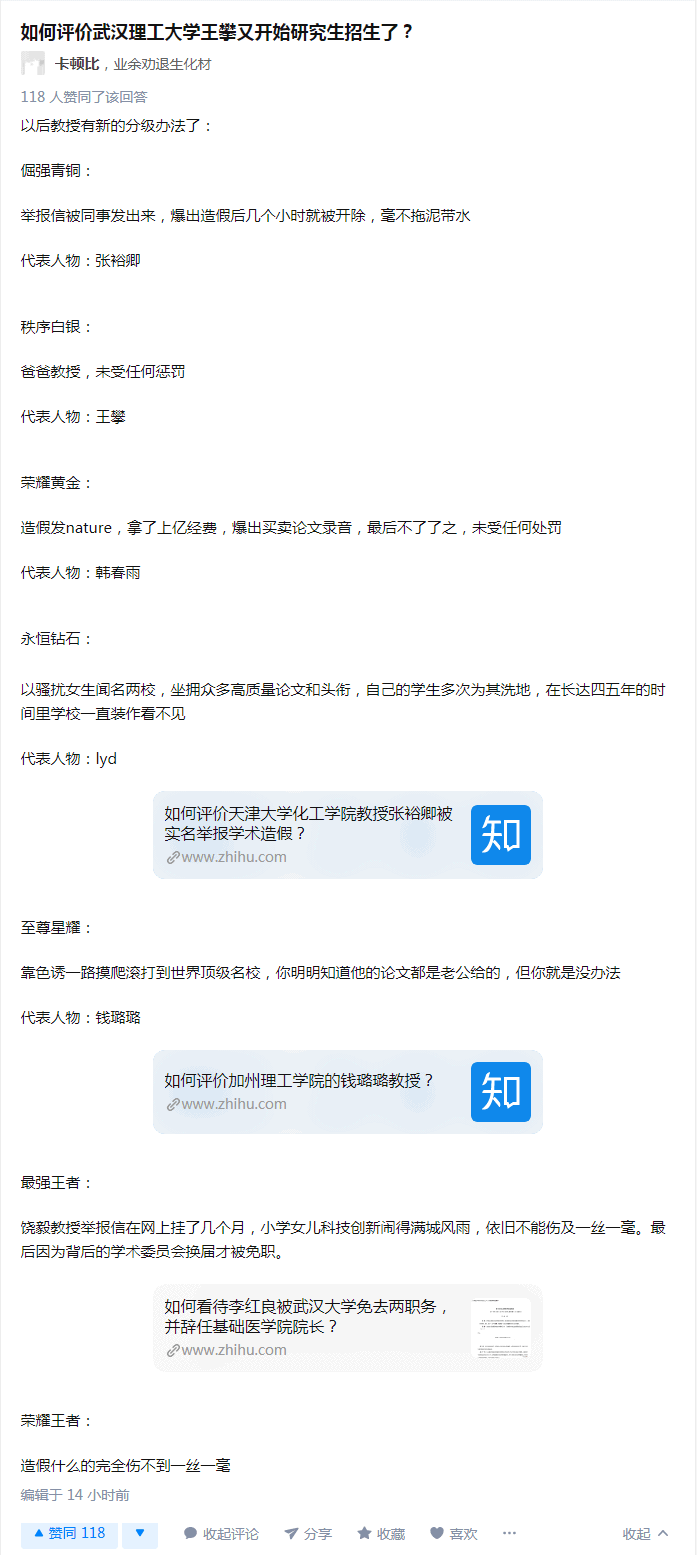 如何评价武汉理工大学王攀又开始研究生招生了？
卡顿比，业余劝退生化材
118 人赞同了该回答
以后教授有新的分级办法了：
倔强青铜：
举报信被同事发出来，爆出造假后几个小时就被开除，毫不拖泥带水
代表人物：张裕卿
秩序白银：
爸爸教授，未受任何惩罚
代表人物：王攀
荣耀黄金：
造假发nature，拿了上亿经费，爆出买卖论文录音，最后不了了之，未受任何处罚
代表人物：韩春雨
永恒钻石：
以骚扰女生闻名两校，坐拥众多高质量论文和头衔，自己的学生多次为其洗地，在长达四五年的时
间里学校一直装作看不见
代表人物：lyd
如何评价天津大学化工学院教授张裕卿被
实名举报学术造假？
www.zhihu.com
知
至尊星耀：
靠色诱一路摸爬滚打到世界顶级名校，你明明知道他的论文都是老公给的，但你就是没办法
代表人物：钱璐璐
如何评价加州理工学院的钱璐璐教授？
www.zhihu.com
知
最强王者：
饶毅教授举报信在网上挂了几个月，小学女儿科技创新闹得满城风雨，依旧不能伤及一丝一毫。最
后因为背后的学术委员会换届才被免职。
如何看待李红良被武汉大学免去两职务，
并辞任基础医学院院长？
www.zhihu.com
荣耀王者：
造假什么的完全伤不到一丝一毫
编辑于 14 小时前
赞同 118 收起评论 分享 收藏 喜欢 ··· 收起